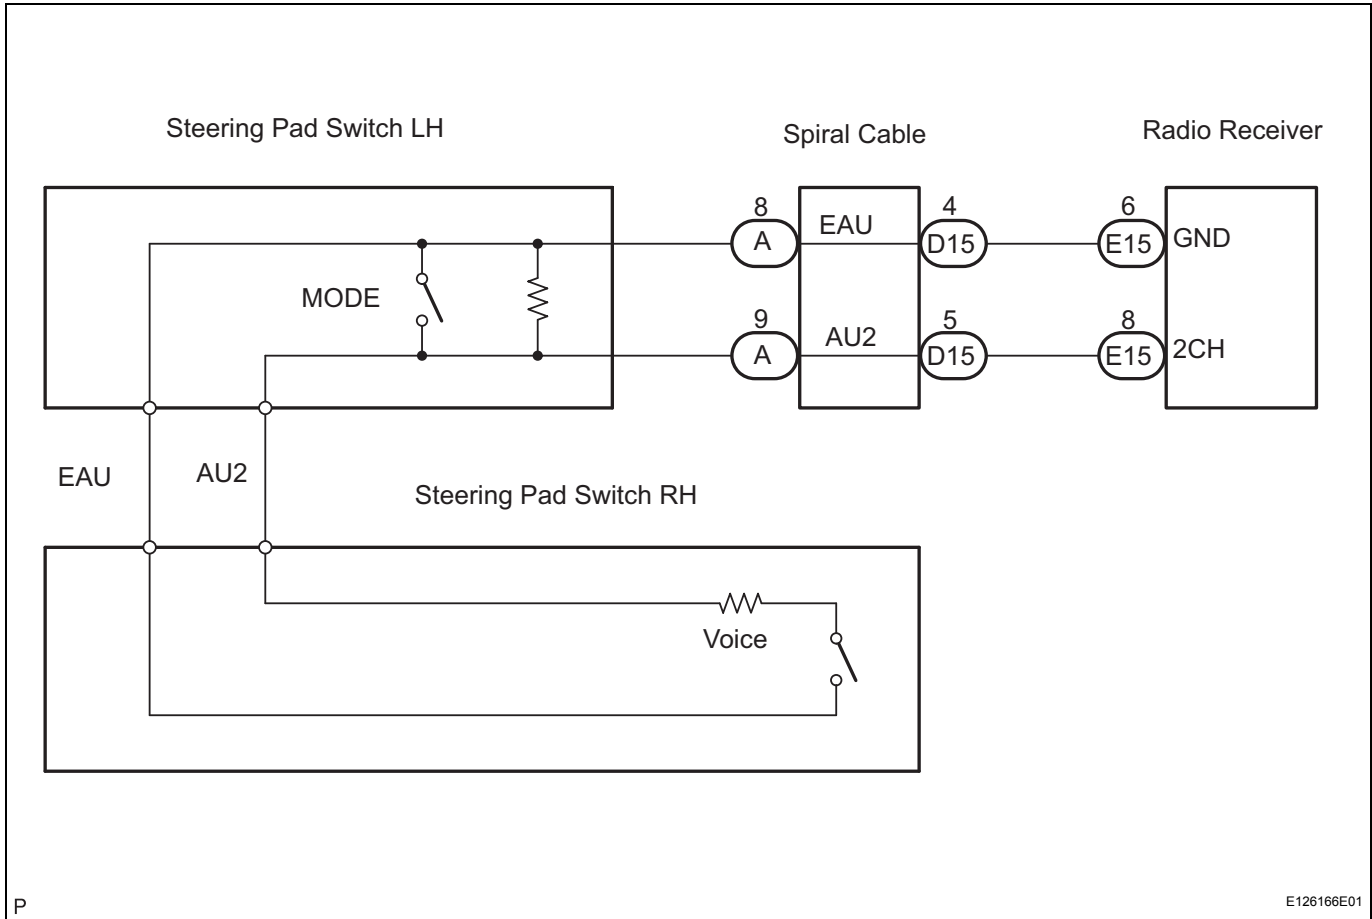 Steering Pad Switch LH
Spiral Cable
Radio Receiver
8
A
EAU
4
D15
6
E15
GND
MODE
9
A
AU2
5
D15
8
E15
2CH
EAU
AU2
Steering Pad Switch RH
Voice
P
E126166E01